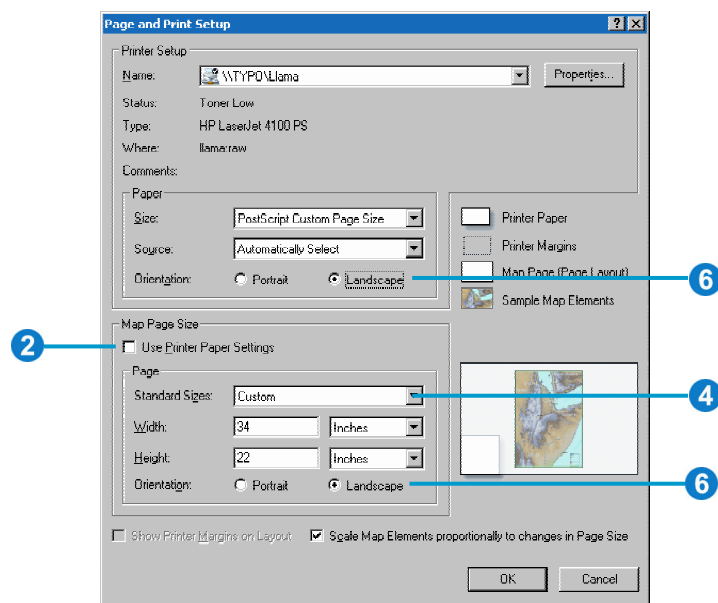 Page and Print Setup
Printer Setup
Name: \\TYPO\Llama Properties...
Status: Toner Low
Type: HP LaserJet 4100 PS
Where: llama:raw
Comments:
Paper
Size: PostScript Custom Page Size
Source: Automatically Select
Orientation: Portrait Landscape
Printer Paper
Printer Margins
Map Page (Page Layout)
Sample Map Elements
6
Map Page Size
2
Use Printer Paper Settings
Page
Standard Sizes: Custom
4
Width: 34 Inches
Height: 22 Inches
Orientation: Portrait Landscape
6
Show Printer Margins on Layout Scale Map Elements proportionally to changes in Page Size
OK Cancel